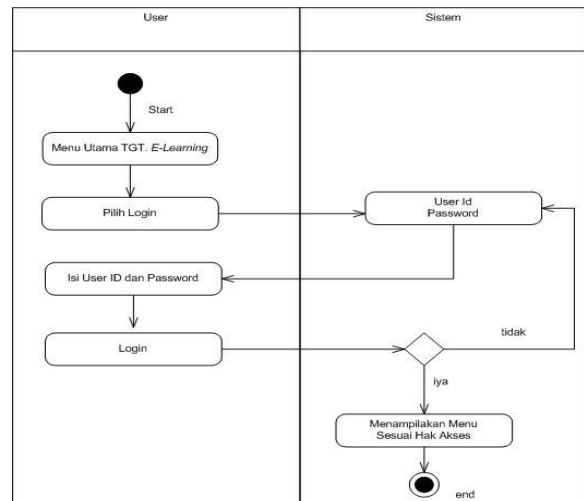 User
Sistem
Start
Menu Utama TGT. E-Learning
Pilih Login
User Id
Password
Isi User ID dan Password
Login
tidak
iya
Menampilakan Menu
Sesuai Hak Akses
end